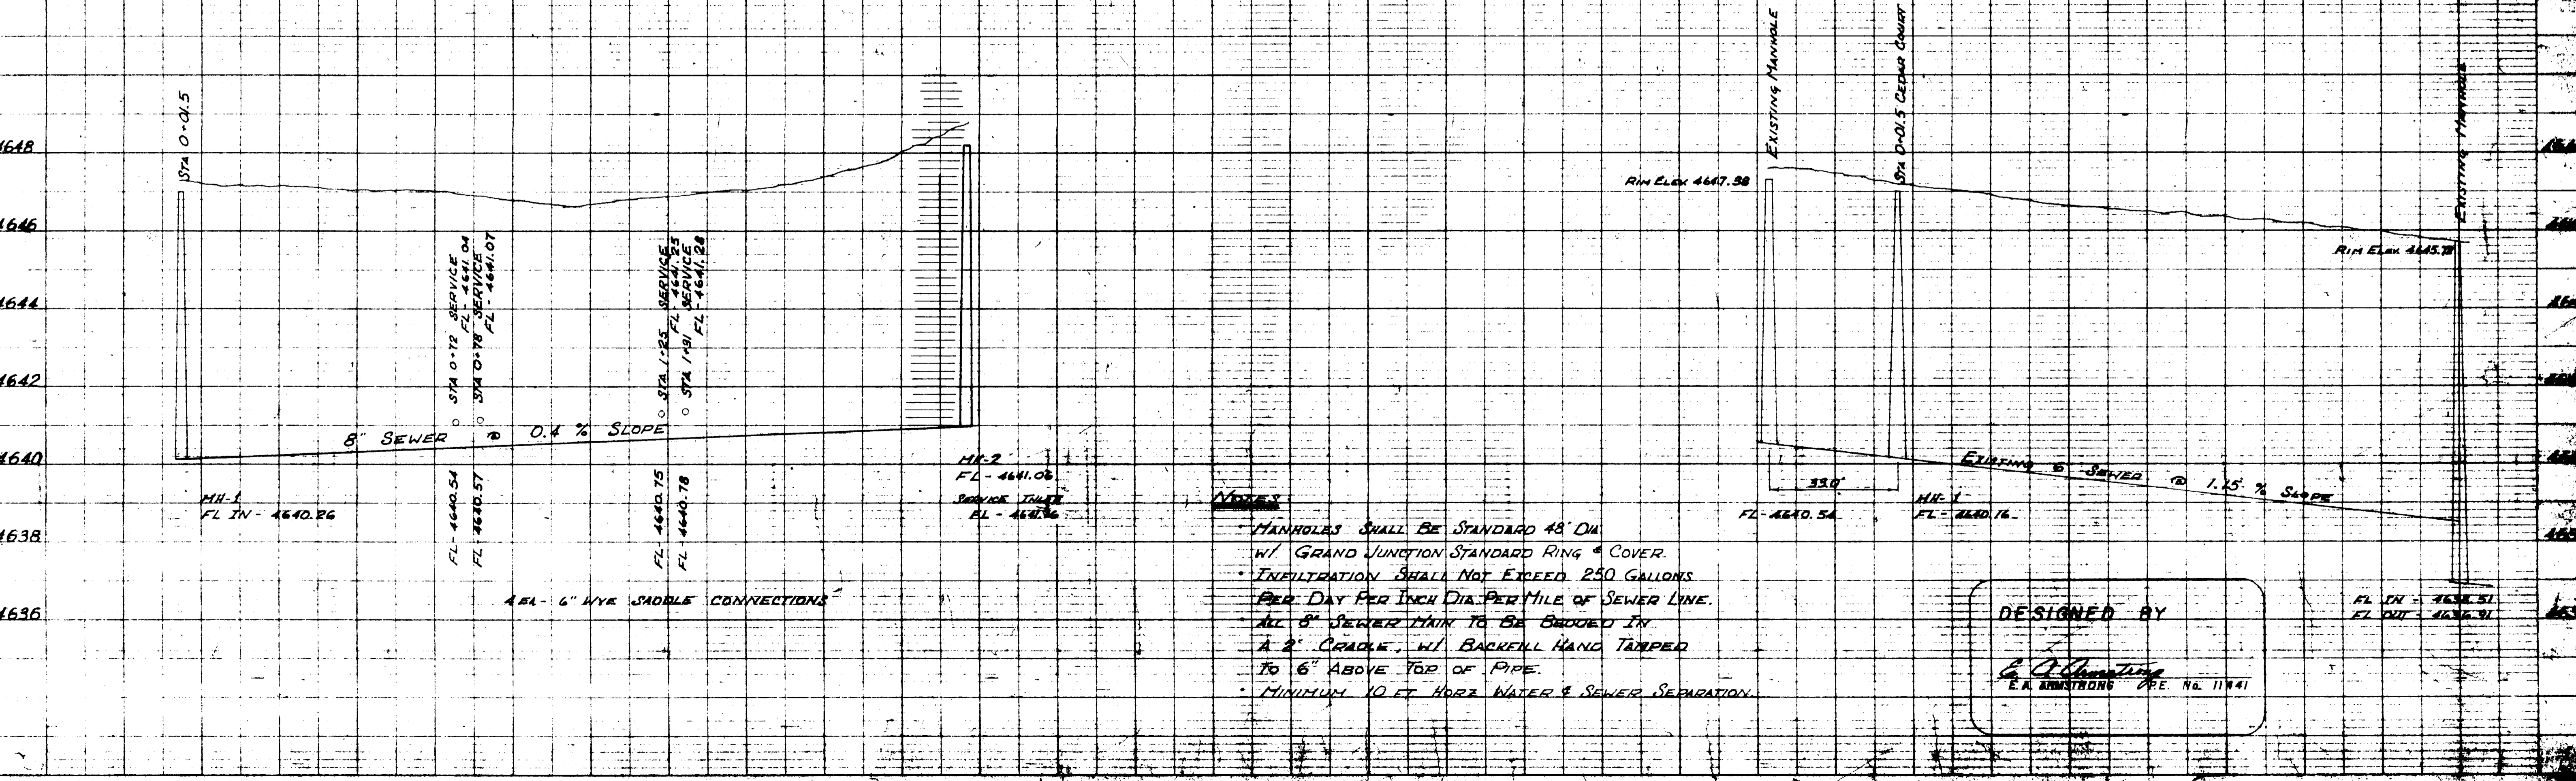 STA 0+01.5
4648
4646
4644
4642
4640
4638
4636
STA 0+72 SERVICE
FL - 4641.04
STA 0+78 SERVICE
FL - 4641.07
STA 1+25 SERVICE
FL - 4641.25
STA 1+31 SERVICE
FL - 4641.28
8" SEWER @ 0.4 % SLOPE
MH-1
FL IN - 4640.26
FL - 4640.54
FL - 4640.57
FL - 4640.75
FL - 4640.78
MH-2
FL - 4641.06
SERVICE INLET
4 EA - 6" WYE SADDLE CONNECTIONS
NOTES:
· MANHOLES SHALL BE STANDARD 48" DIA
W/ GRAND JUNCTION STANDARD RING & COVER.
· INFILTRATION SHALL NOT EXCEED 250 GALLONS
PER DAY PER INCH DIA. PER MILE OF SEWER LINE.
· ALL 8" SEWER MAIN TO BE BEDDED IN
A 2" CRADLE, W/ BACKFILL HAND TAMPED
TO 6" ABOVE TOP OF PIPE.
· MINIMUM 10 FT HORZ WATER & SEWER SEPARATION.
EXISTING MANHOLE
STA 0+01.5 CEDAR COURT
EXISTING MANHOLE
RIM ELEV. 4647.38
RIM ELEV.
EXISTING SEWER @ 1.15 % SLOPE
33.0'
FL - 4640.54
MH-1
FL - 4640.16
FL IN - 4638.51
FL OUT - 4636.91
DESIGNED BY
E A Armstrong
E.A. ARMSTRONG P.E. No. 11441